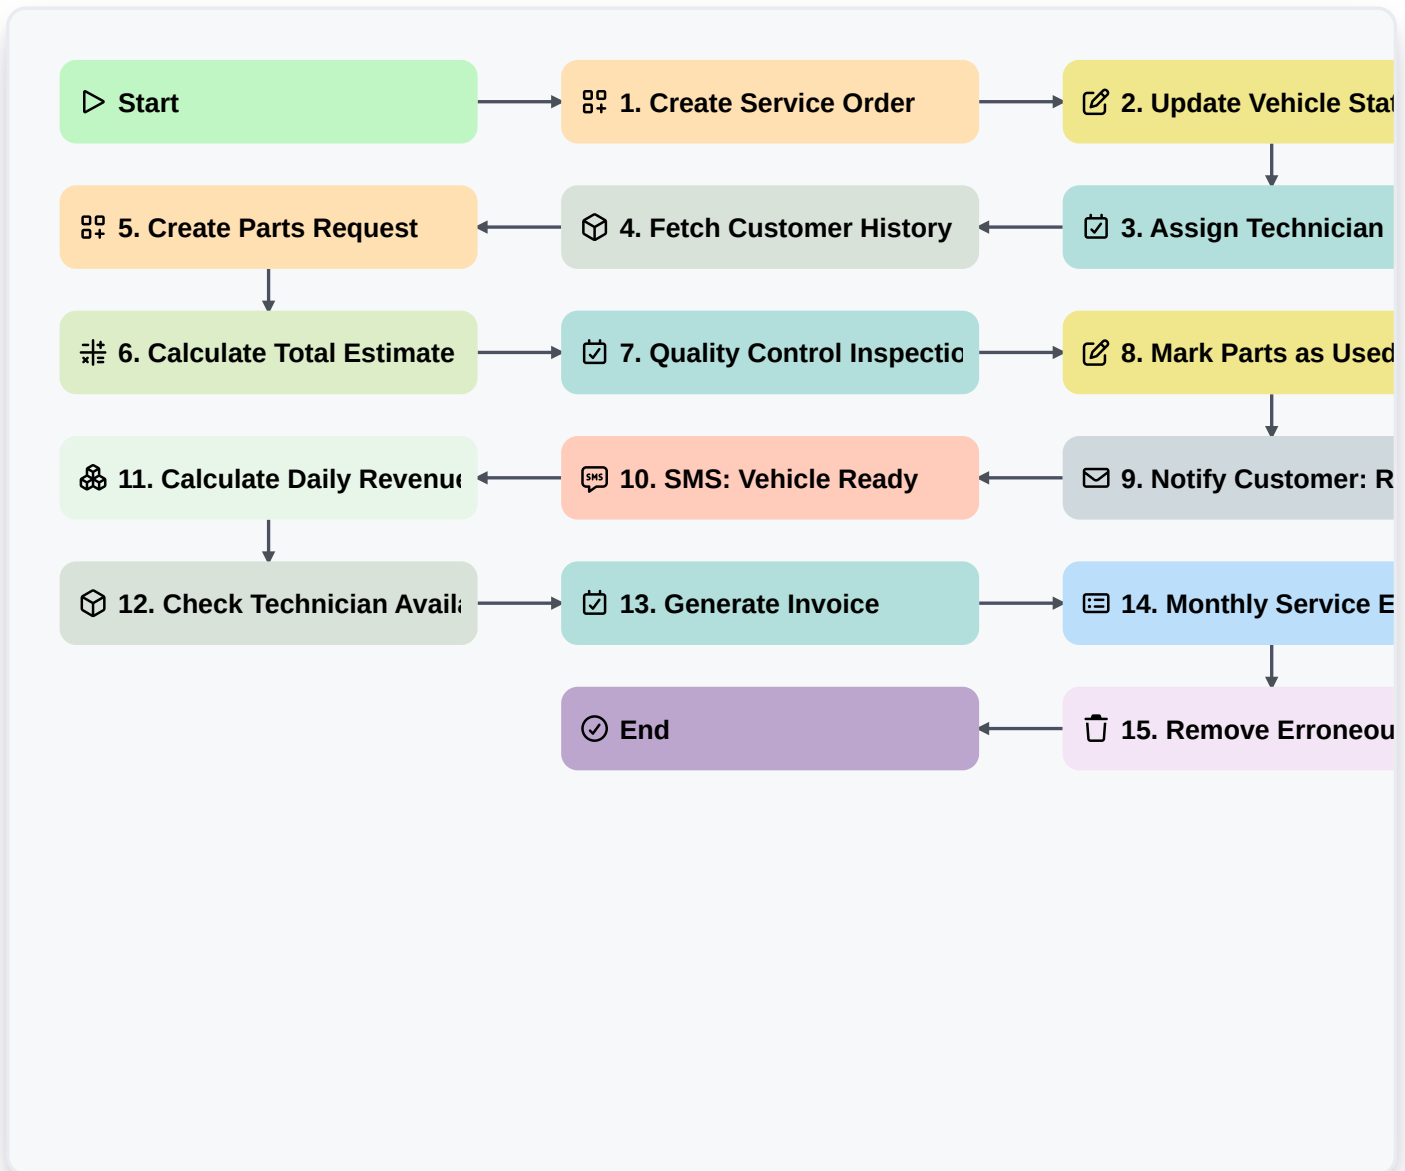 Start
1. Create Service Order
2. Update Vehicle Stat
5. Create Parts Request
4. Fetch Customer History
3. Assign Technician
6. Calculate Total Estimate
7. Quality Control Inspectio
8. Mark Parts as Used
11. Calculate Daily Revenue
10. SMS: Vehicle Ready
SMS
9. Notify Customer: R
12. Check Technician Availa
13. Generate Invoice
14. Monthly Service E
End
15. Remove Erroneou